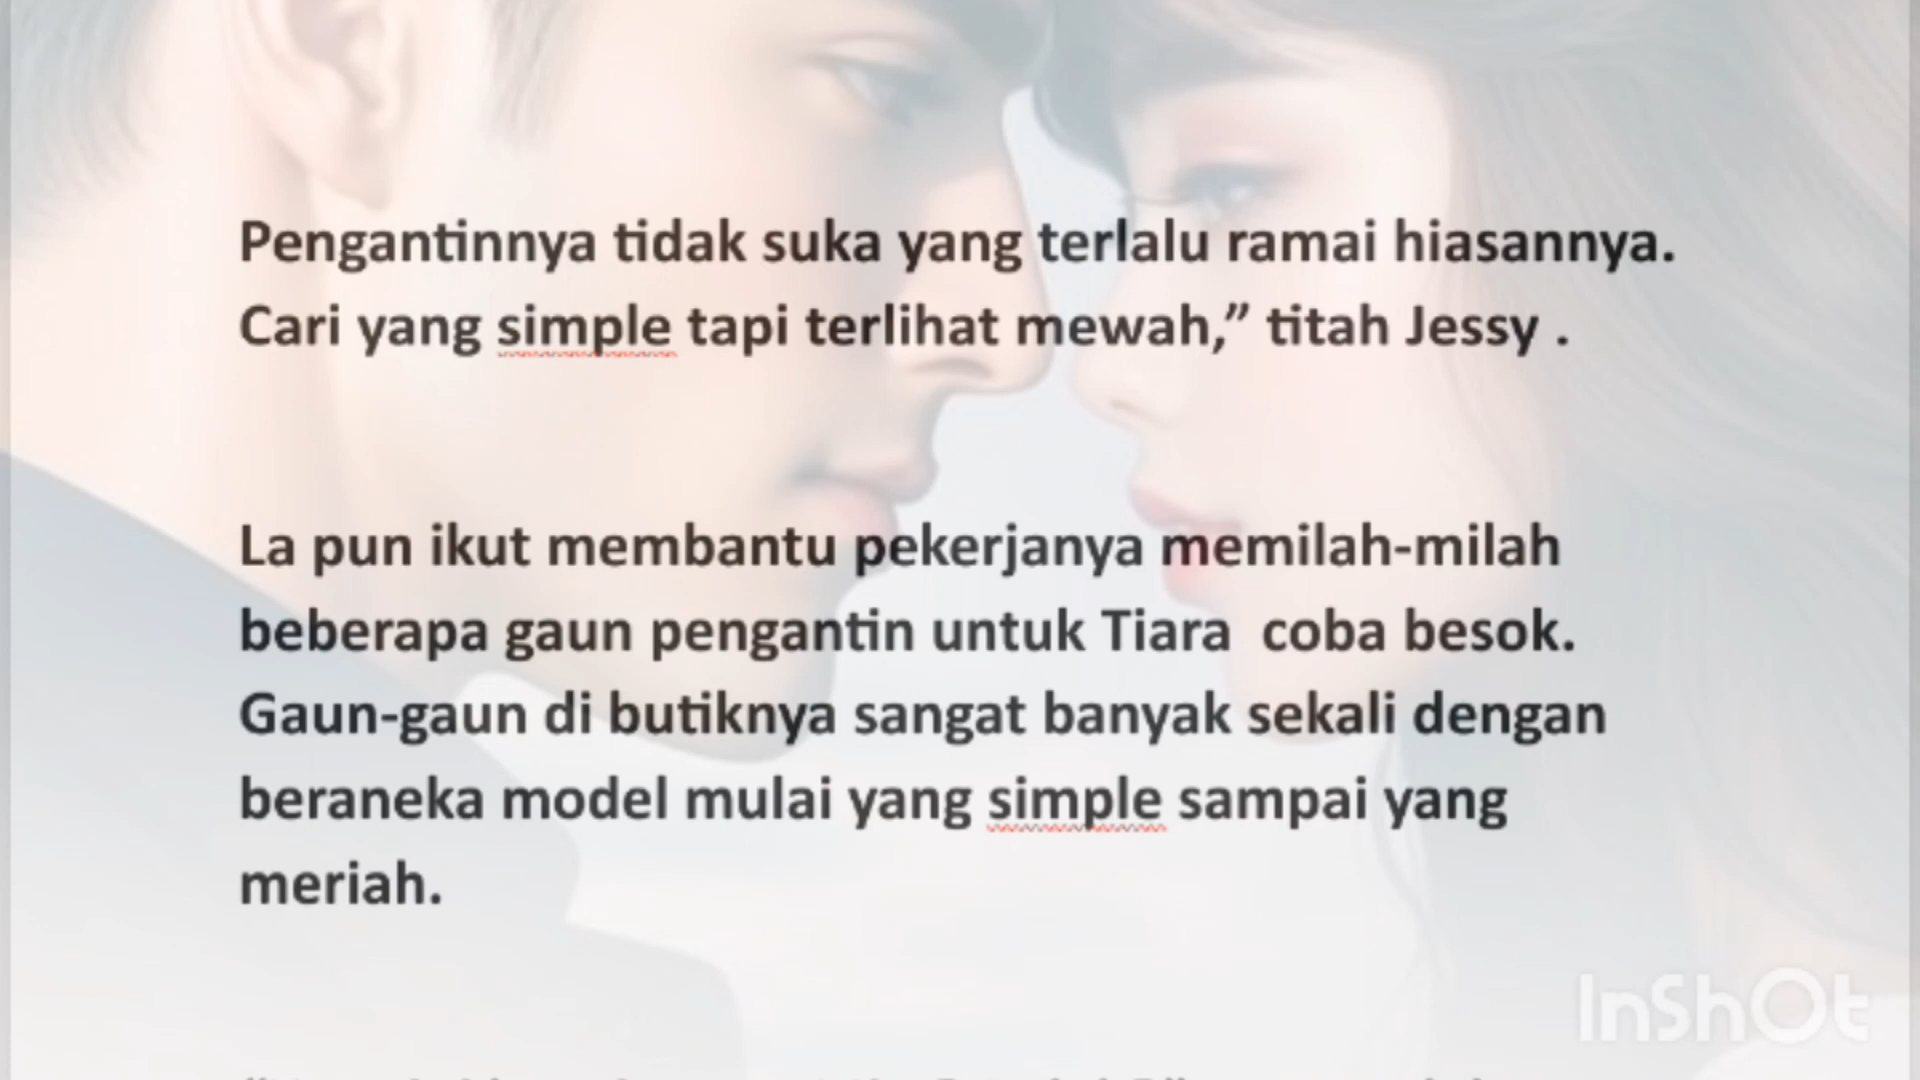 Pengantinnya tidak suka yang terlalu ramai hiasannya.
Cari yang simple tapi terlihat mewah,” titah Jessy .
La pun ikut membantu pekerjanya memilah-milah
beberapa gaun pengantin untuk Tiara  coba besok.
Gaun-gaun di butiknya sangat banyak sekali dengan
beraneka model mulai yang simple sampai yang
meriah.
InShOt